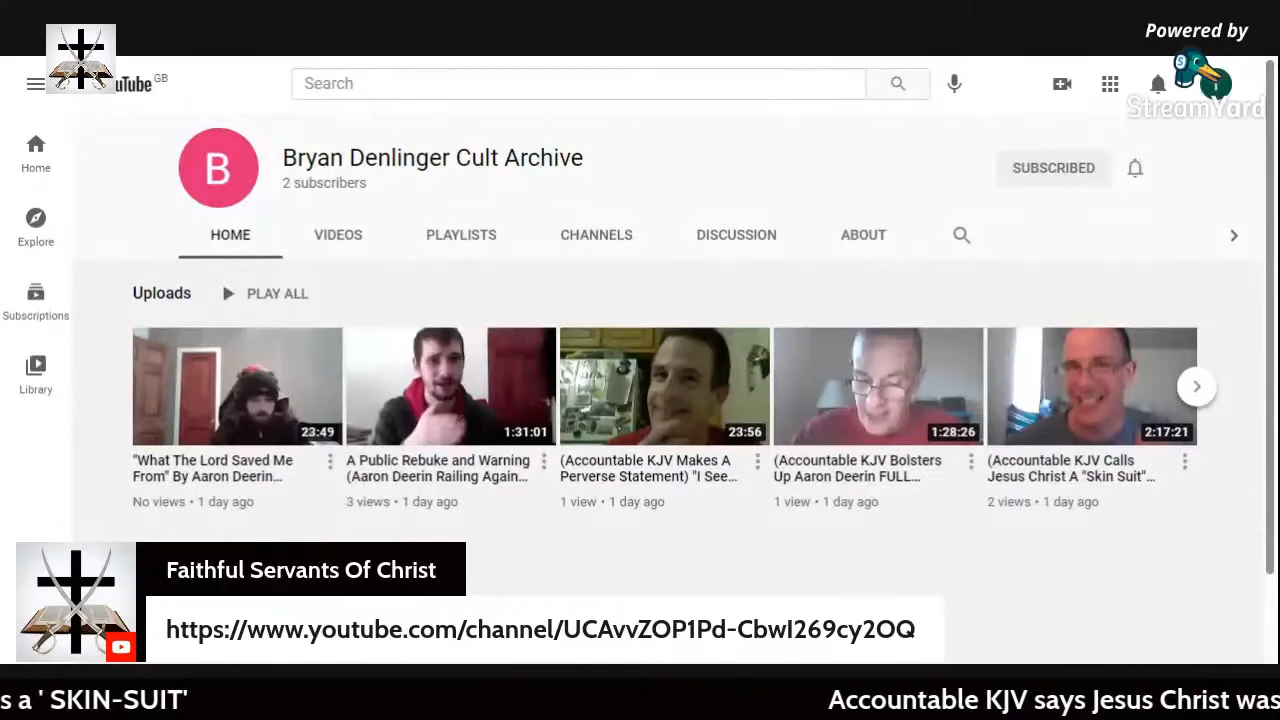 Powered by
StreamYard
uTube GB
Search
Home
Explore
Subscriptions
Library
B
Bryan Denlinger Cult Archive
2 subscribers
SUBSCRIBED
HOME
VIDEOS
PLAYLISTS
CHANNELS
DISCUSSION
ABOUT
Uploads
PLAY ALL
23:49
1:31:01
23:56
1:28:26
2:17:21
"What The Lord Saved Me
From" By Aaron Deerin...
No views • 1 day ago
A Public Rebuke and Warning
(Aaron Deerin Railing Again...
3 views • 1 day ago
(Accountable KJV Makes A
Perverse Statement) "I See...
1 view • 1 day ago
(Accountable KJV Bolsters
Up Aaron Deerin FULL...
1 view • 1 day ago
(Accountable KJV Calls
Jesus Christ A "Skin Suit"...
2 views • 1 day ago
Faithful Servants Of Christ
https://www.youtube.com/channel/UCAvvZOP1Pd-CbwI269cy2OQ
s a ' SKIN-SUIT'
Accountable KJV says Jesus Christ was